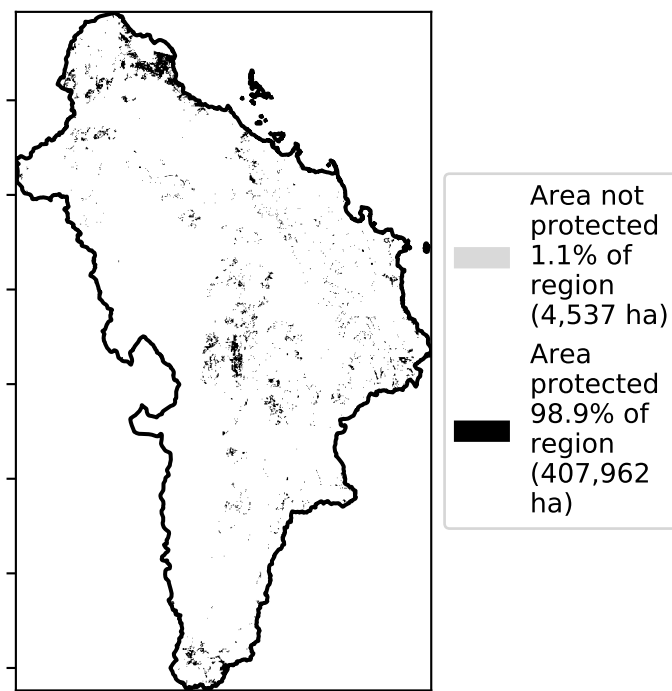 Area not
protected
1.1% of
region
(4,537 ha)
Area
protected
98.9% of
region
(407,962
ha)